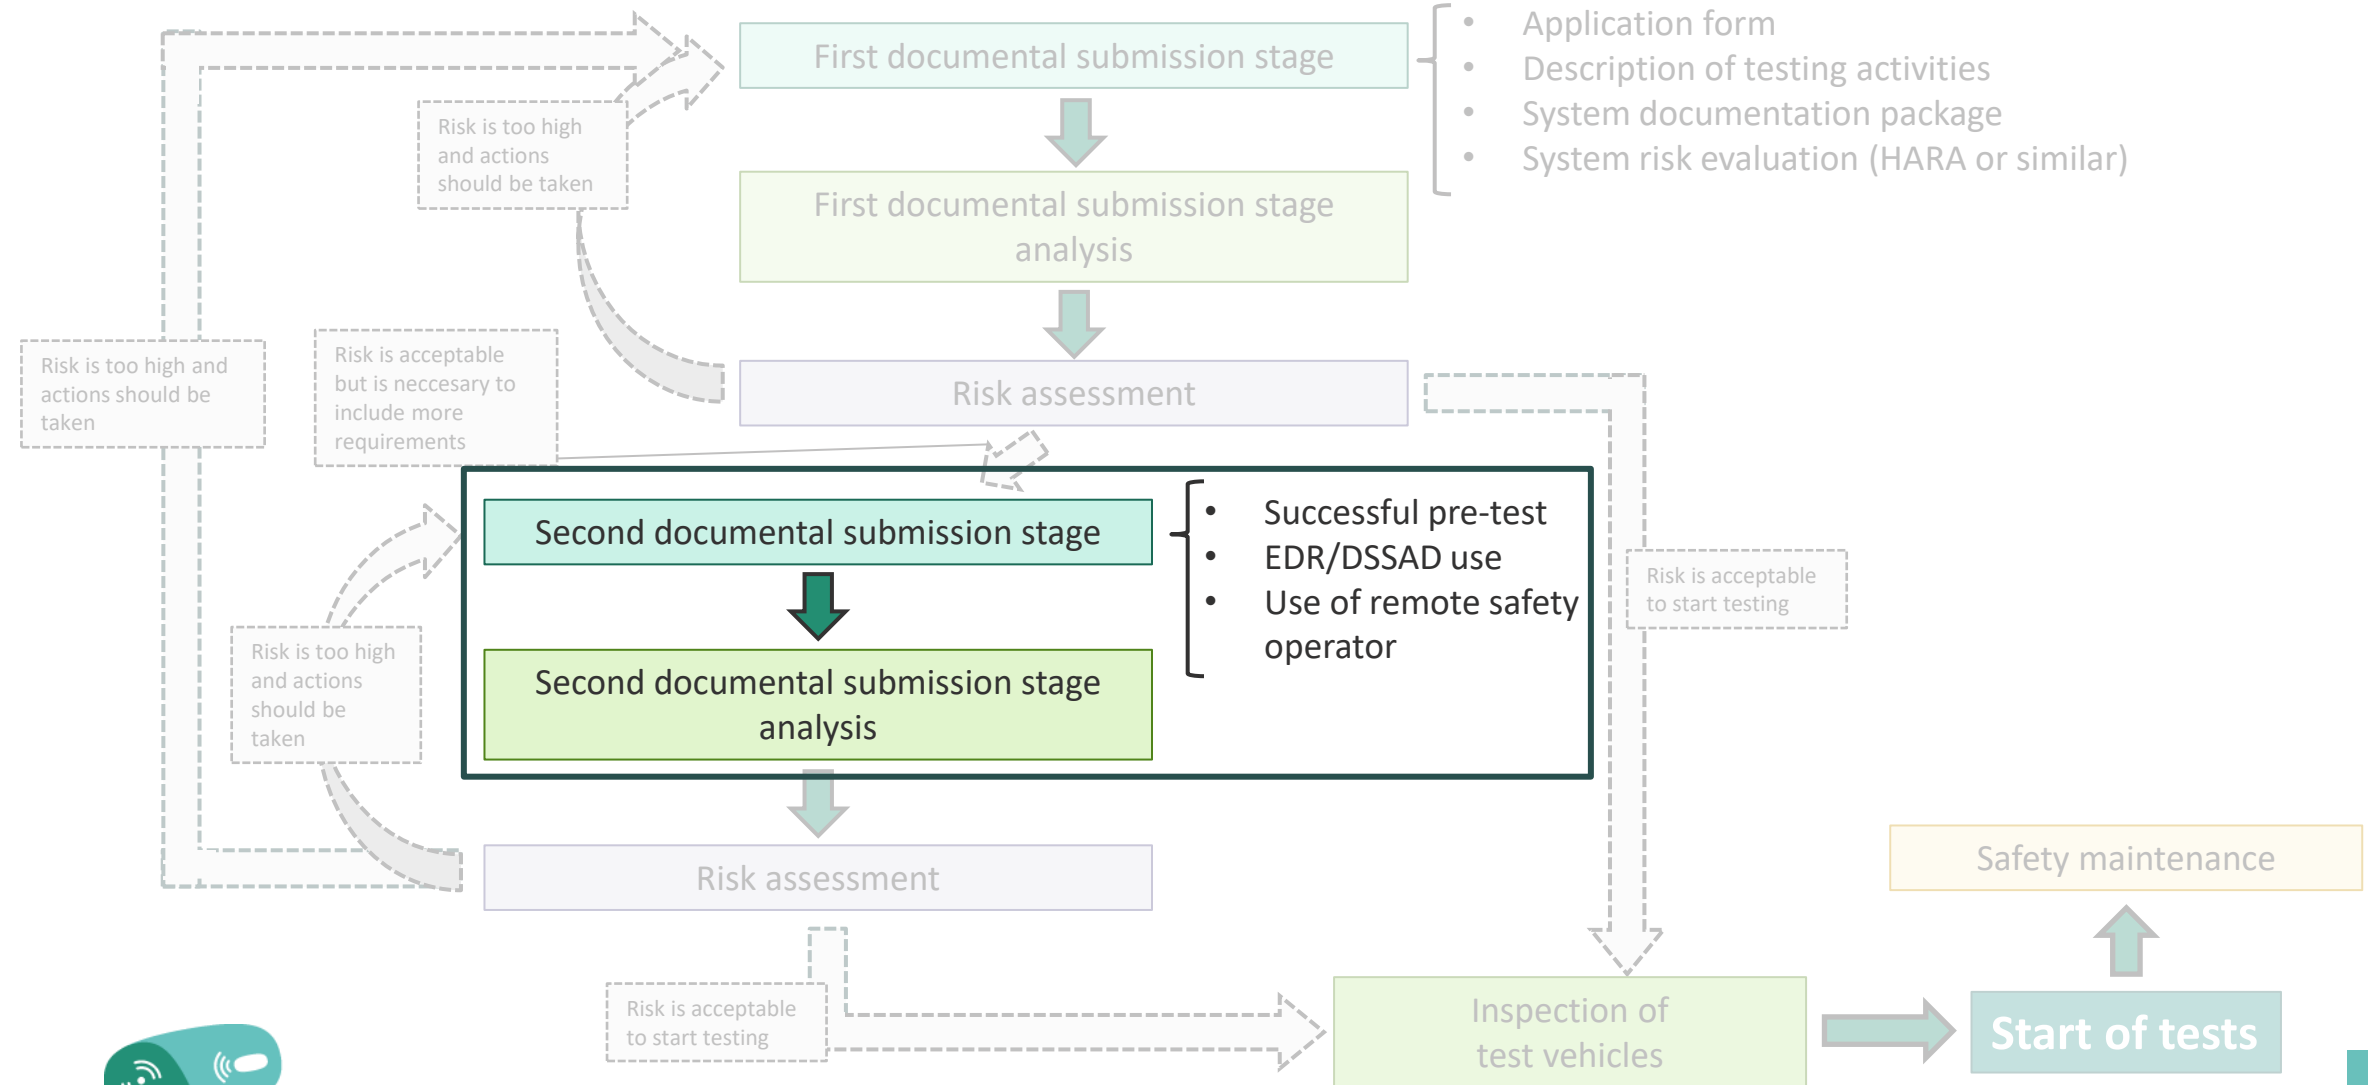 First documental submission stage
• Application form
• Description of testing activities
• System documentation package
• System risk evaluation (HARA or similar)
Risk is too high
and actions
should be taken
First documental submission stage
analysis
Risk is too high and
actions should be
taken
Risk is acceptable
but is neccesary to
include more
requirements
Risk assessment
Second documental submission stage
• Successful pre-test
• EDR/DSSAD use
• Use of remote safety
operator
Risk is acceptable
to start testing
Risk is too high
and actions
should be
taken
Second documental submission stage
analysis
Risk assessment
Safety maintenance
Risk is acceptable
to start testing
Inspection of
test vehicles
Start of tests